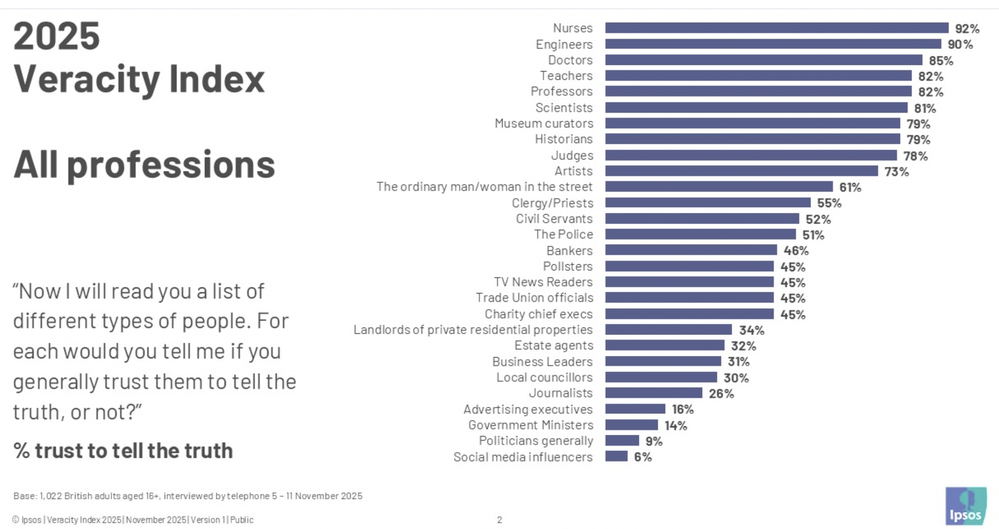 2025
Veracity Index
All professions
“Now I will read you a list of
different types of people. For
each would you tell me if you
generally trust them to tell the
truth, or not?”
% trust to tell the truth
Nurses 92%
Engineers 90%
Doctors 85%
Teachers 82%
Professors 82%
Scientists 81%
Museum curators 79%
Historians 79%
Judges 78%
Artists 73%
The ordinary man/woman in the street 61%
Clergy/Priests 55%
Civil Servants 52%
The Police 51%
Bankers 46%
Pollsters 45%
TV News Readers 45%
Trade Union officials 45%
Charity chief execs 45%
Landlords of private residential properties 34%
Estate agents 32%
Business Leaders 31%
Local councillors 30%
Journalists 26%
Advertising executives 16%
Government Ministers 14%
Politicians generally 9%
Social media influencers 6%
Base: 1,022 British adults aged 16+, interviewed by telephone 5 – 11 November 2025
© Ipsos | Veracity Index 2025 | November 2025 | Version 1 | Public
2
Ipsos